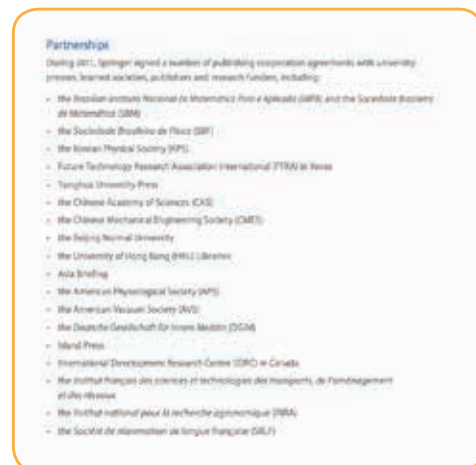 Partnerships
During 2011, Springer signed a number of publishing cooperation agreements with university
presses, learned societies, publishers and research funders, including:
• the Brazilian Instituto Nacional de Matemática Pura e Aplicada (IMPA) and the Sociedade Brasileira
de Matemática (SBM)
• the Sociedade Brasileira de Física (SBF)
• the Korean Physical Society (KPS)
• Future Technology Research Association International (FTRA) in Korea
• Tsinghua University Press
• the Chinese Academy of Sciences (CAS)
• the Chinese Mechanical Engineering Society (CMES)
• the Beijing Normal University
• the University of Hong Kong (HKU) Libraries
• Asia Briefing
• the American Physiological Society (APS)
• the American Vacuum Society (AVS)
• the Deutsche Gesellschaft für Innere Medizin (DGIM)
• Island Press
• International Development Research Centre (IDRC) in Canada
• the Institut français des sciences et technologies des transports, de l'aménagement
et des réseaux
• the Institut national pour la recherche agronomique (INRA)
• the Société de réanimation de langue française (SRLF)